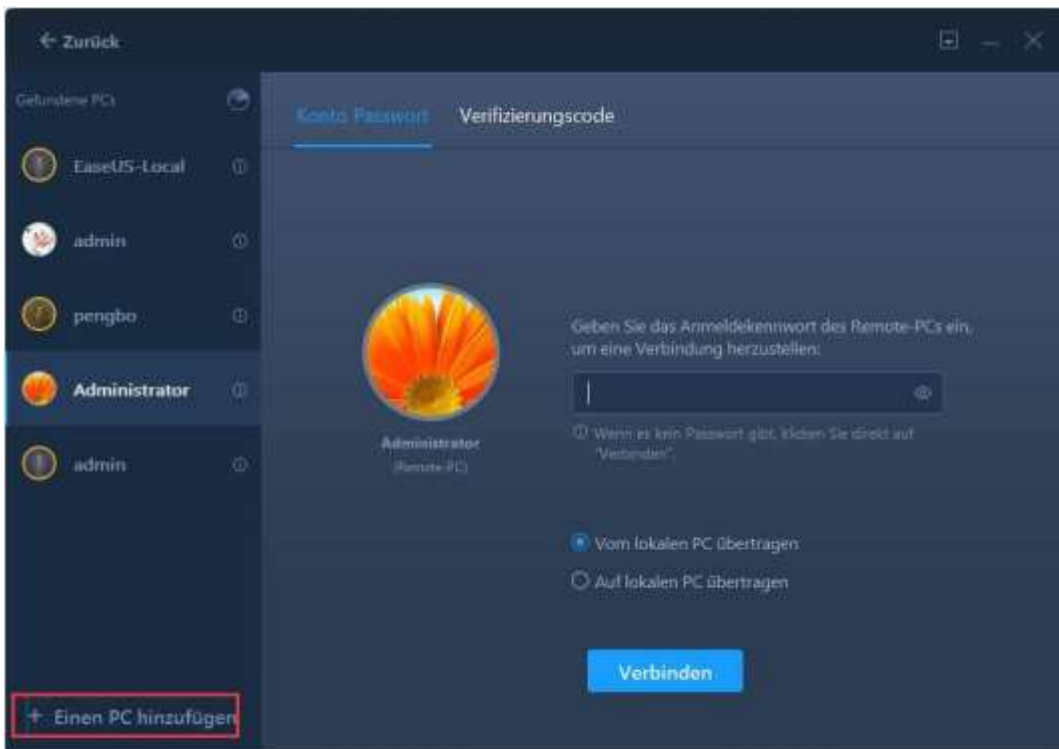 ← Zurück
Gefundene PCs
EaseUS-Local
admin
pengbo
Administrator
admin
+ Einen PC hinzufügen
Konto Passwort Verifizierungscode
Administrator
(Remote-PC)
Geben Sie das Anmeldekennwort des Remote-PCs ein,
um eine Verbindung herzustellen:
Wenn es kein Passwort gibt, klicken Sie direkt auf
"Verbinden".
Vom lokalen PC übertragen
Auf lokalen PC übertragen
Verbinden